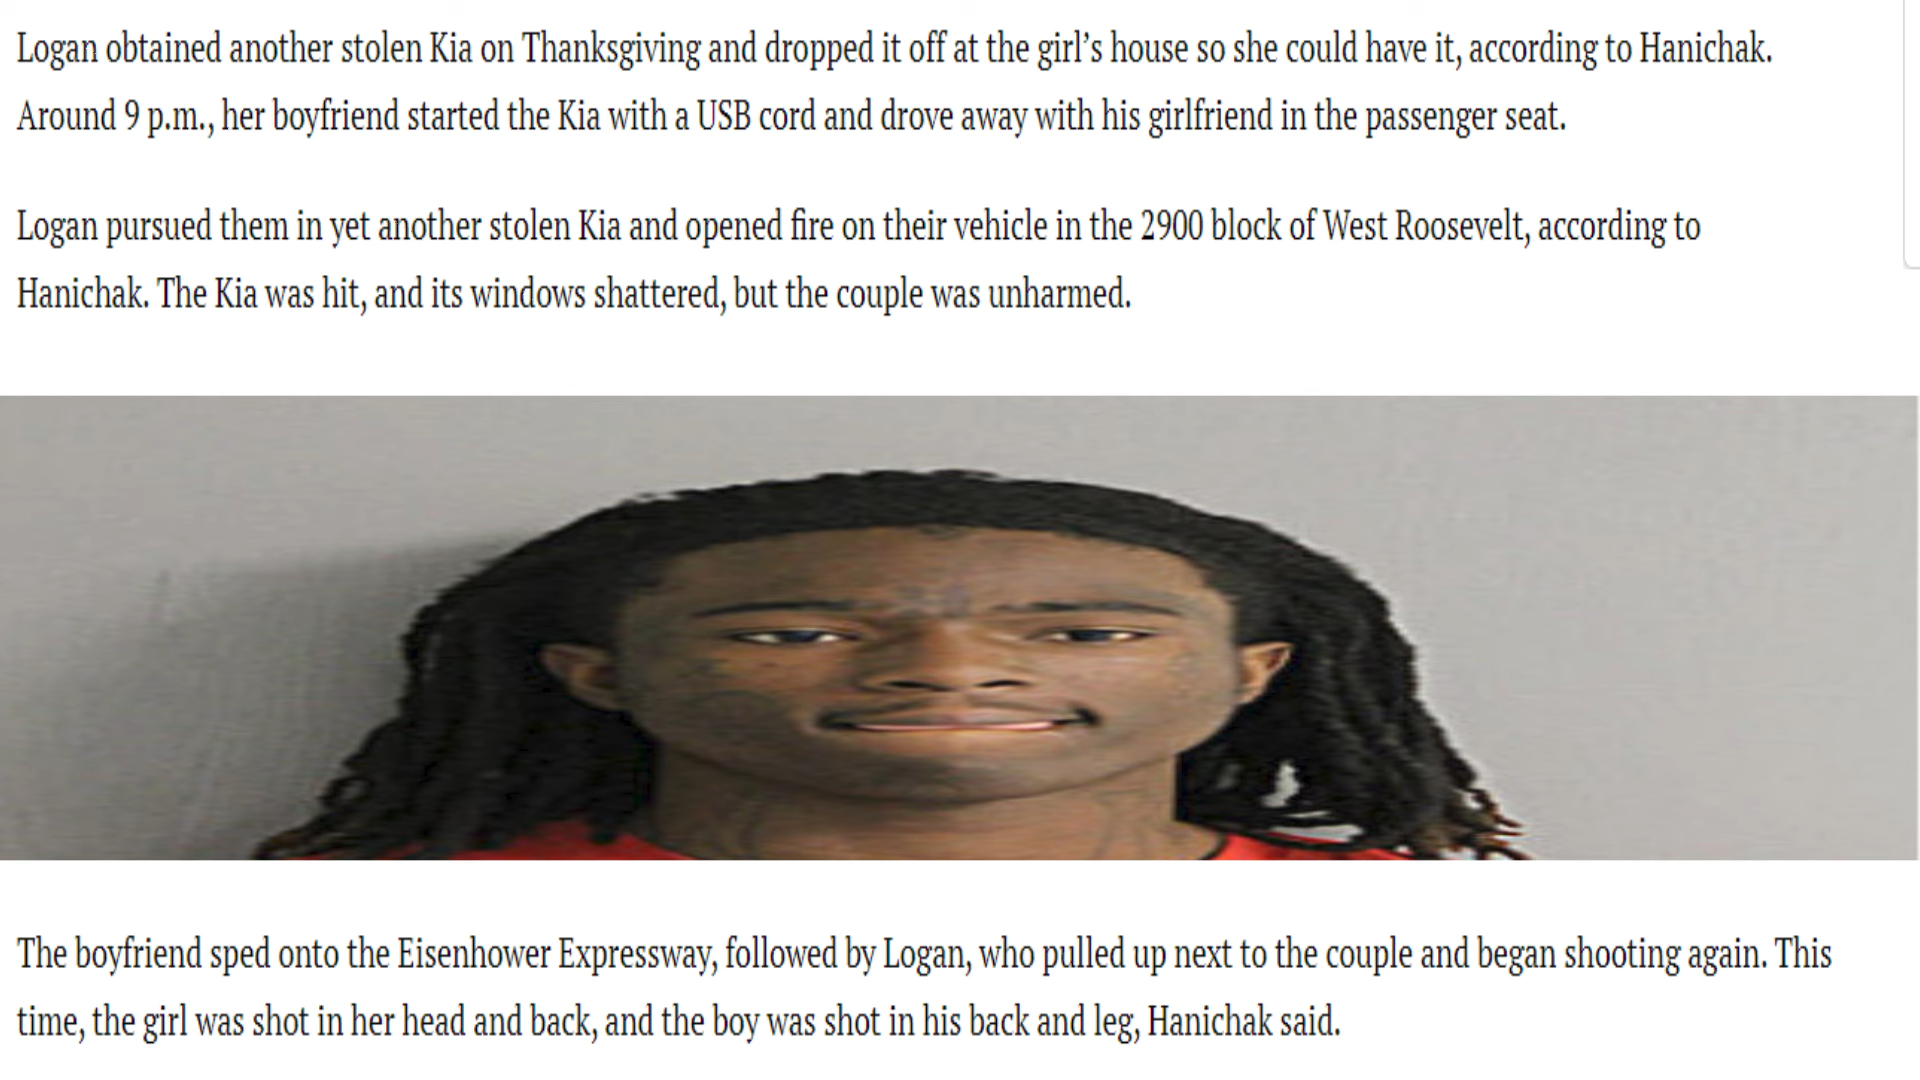 Logan obtained another stolen Kia on Thanksgiving and dropped it off at the girl’s house so she could have it, according to Hanichak.
Around 9 p.m., her boyfriend started the Kia with a USB cord and drove away with his girlfriend in the passenger seat.
Logan pursued them in yet another stolen Kia and opened fire on their vehicle in the 2900 block of West Roosevelt, according to
Hanichak. The Kia was hit, and its windows shattered, but the couple was unharmed.
The boyfriend sped onto the Eisenhower Expressway, followed by Logan, who pulled up next to the couple and began shooting again. This
time, the girl was shot in her head and back, and the boy was shot in his back and leg, Hanichak said.